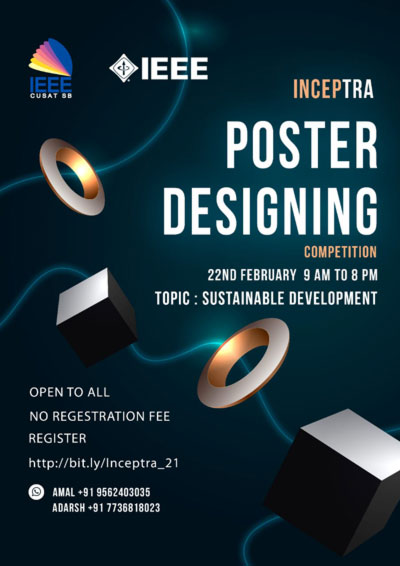 IEEE
CUSAT SB
IEEE
INCEPTRA
POSTER
DESIGNING
COMPETITION
22ND FEBRUARY 9 AM TO 8 PM
TOPIC : SUSTAINABLE DEVELOPMENT
OPEN TO ALL
NO REGESTRATION FEE
REGISTER
http://bit.ly/Inceptra_21
AMAL +91 9562403035
ADARSH +91 7736818023